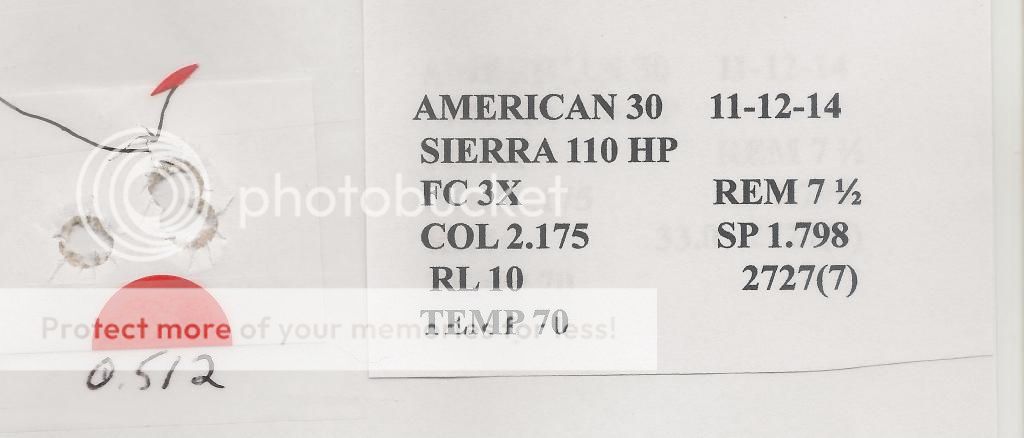 AMERICAN 30 11-12-14
SIERRA 110 HP
FC 3X REM 7 ½
COL 2.175 SP 1.798
RL 10 2727(7)
TEMP 70
photobucket
Protect more of your memories for less!
0.512